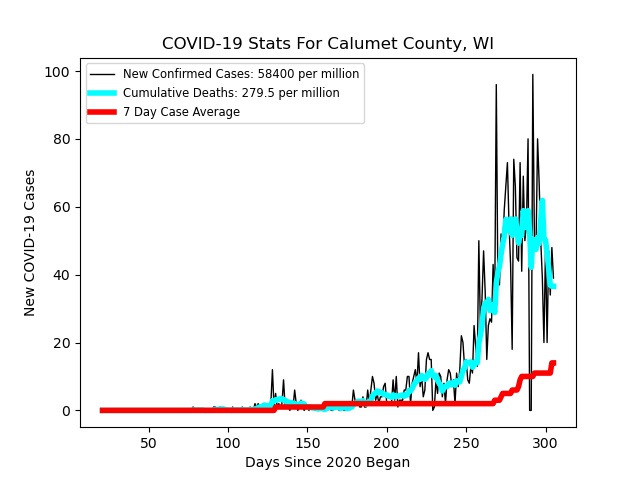 COVID-19 Stats For Calumet County, WI
New Confirmed Cases: 58400 per million
Cumulative Deaths: 279.5 per million
7 Day Case Average
New COVID-19 Cases
100
80
60
40
20
0
50 100 150 200 250 300
Days Since 2020 Began